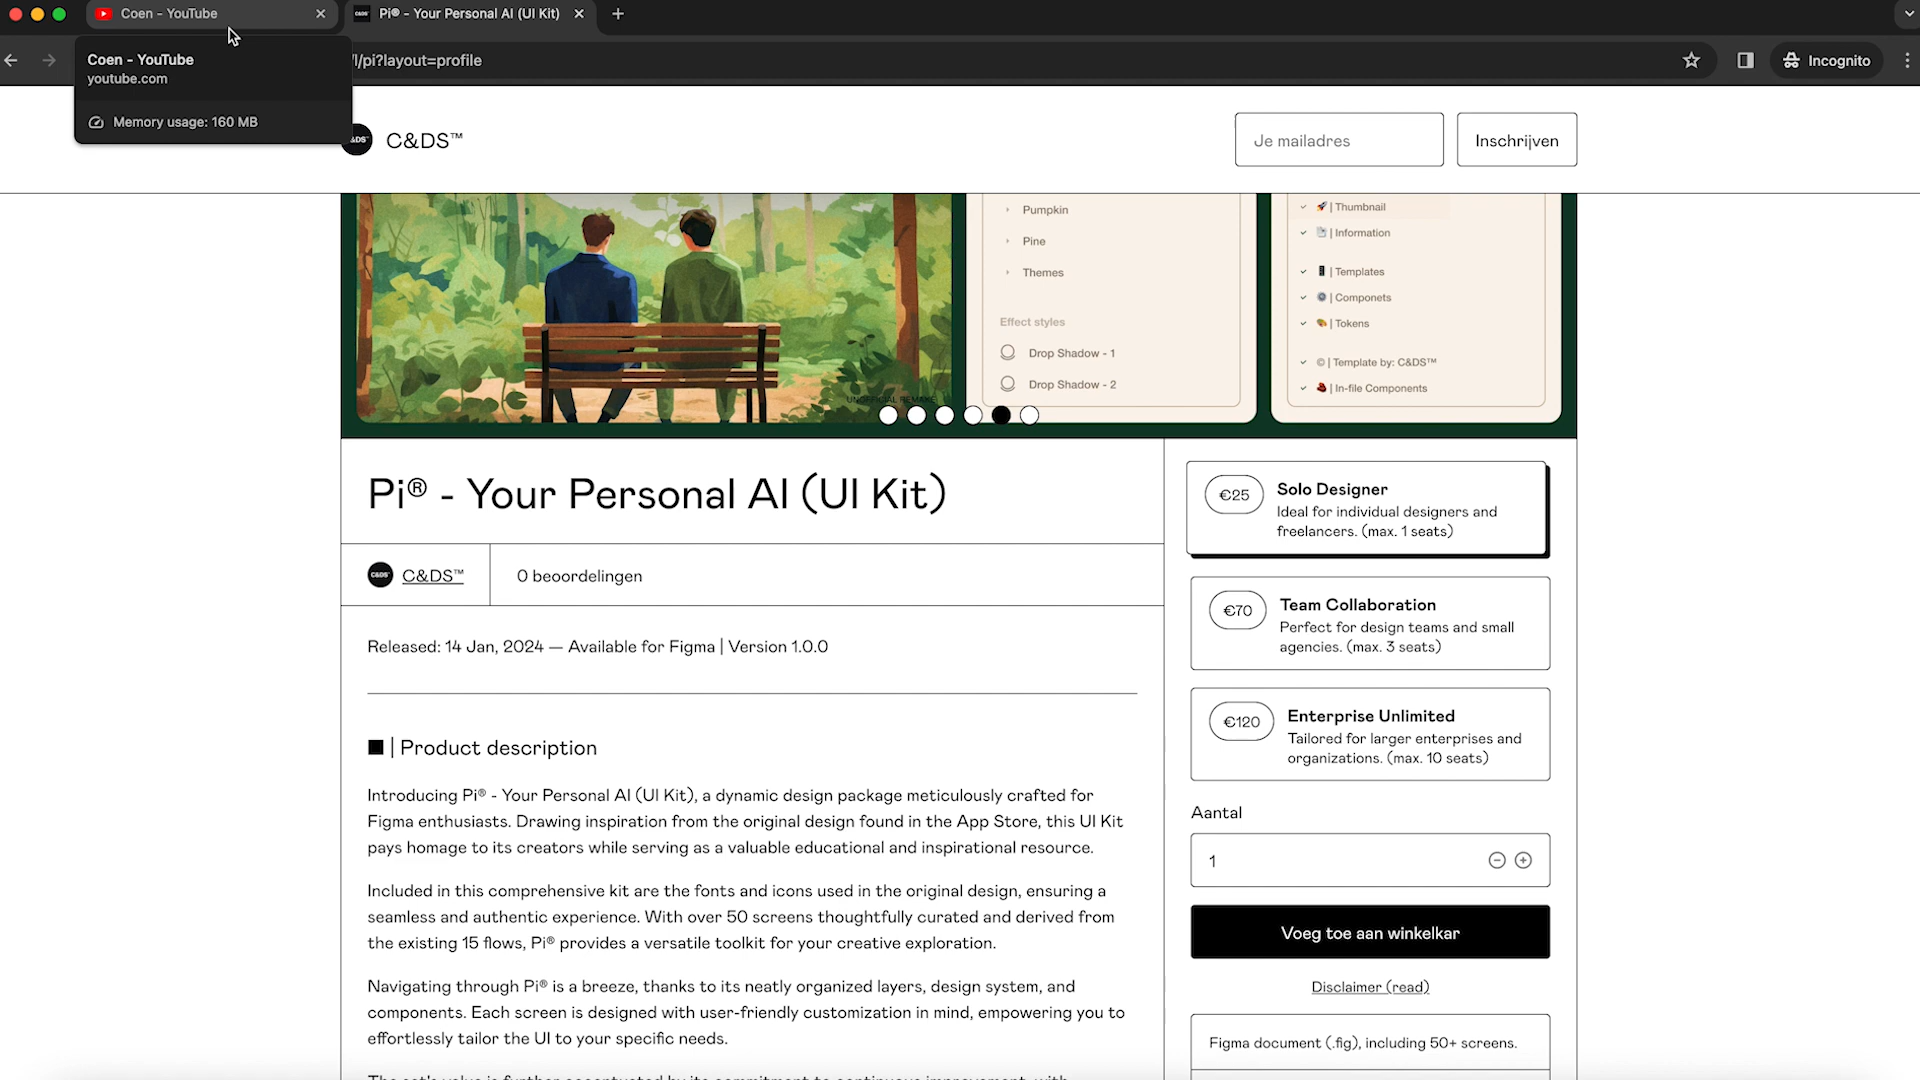 Coen - YouTube
Pi® - Your Personal AI (UI Kit)
Coen - YouTube
youtube.com
Memory usage: 160 MB
/l/pi?layout=profile
Incognito
C&DS™
Je mailadres
Inschrijven
Pumpkin
Pine
Themes
Effect styles
Drop Shadow - 1
Drop Shadow - 2
| Thumbnail
| Information
| Templates
| Componets
| Tokens
© | Template by: C&DS™
| In-file Components
UNOFFICIAL REMAKE
Pi® - Your Personal AI (UI Kit)
C&DS™
C&DS™
0 beoordelingen
Released: 14 Jan, 2024 — Available for Figma | Version 1.0.0
■ | Product description
Introducing Pi® - Your Personal AI (UI Kit), a dynamic design package meticulously crafted for
Figma enthusiasts. Drawing inspiration from the original design found in the App Store, this UI Kit
pays homage to its creators while serving as a valuable educational and inspirational resource.
Included in this comprehensive kit are the fonts and icons used in the original design, ensuring a
seamless and authentic experience. With over 50 screens thoughtfully curated and derived from
the existing 15 flows, Pi® provides a versatile toolkit for your creative exploration.
Navigating through Pi® is a breeze, thanks to its neatly organized layers, design system, and
components. Each screen is designed with user-friendly customization in mind, empowering you to
effortlessly tailor the UI to your specific needs.
€25
Solo Designer
Ideal for individual designers and
freelancers. (max. 1 seats)
€70
Team Collaboration
Perfect for design teams and small
agencies. (max. 3 seats)
€120
Enterprise Unlimited
Tailored for larger enterprises and
organizations. (max. 10 seats)
Aantal
1
Voeg toe aan winkelkar
Disclaimer (read)
Figma document (.fig), including 50+ screens.